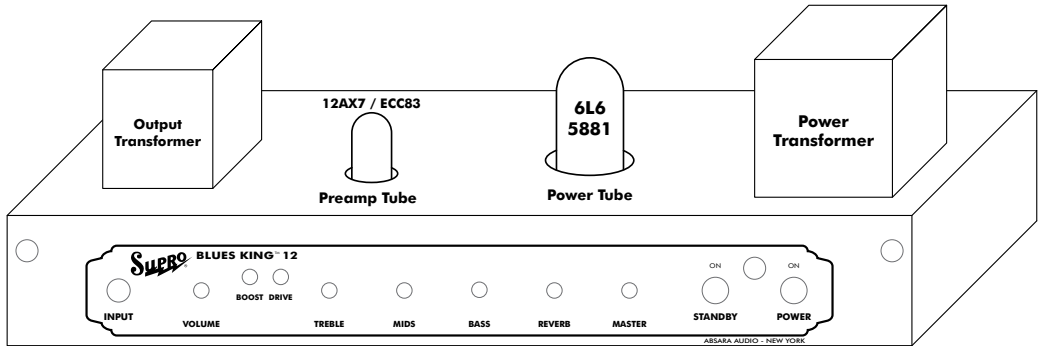 Output
Transformer
12AX7 / ECC83
Preamp Tube
6L6
5881
Power Tube
Power
Transformer
Supro® BLUES KING™ 12
BOOST DRIVE
ON ON
INPUT VOLUME TREBLE MIDS BASS REVERB MASTER STANDBY POWER
ABSARA AUDIO - NEW YORK